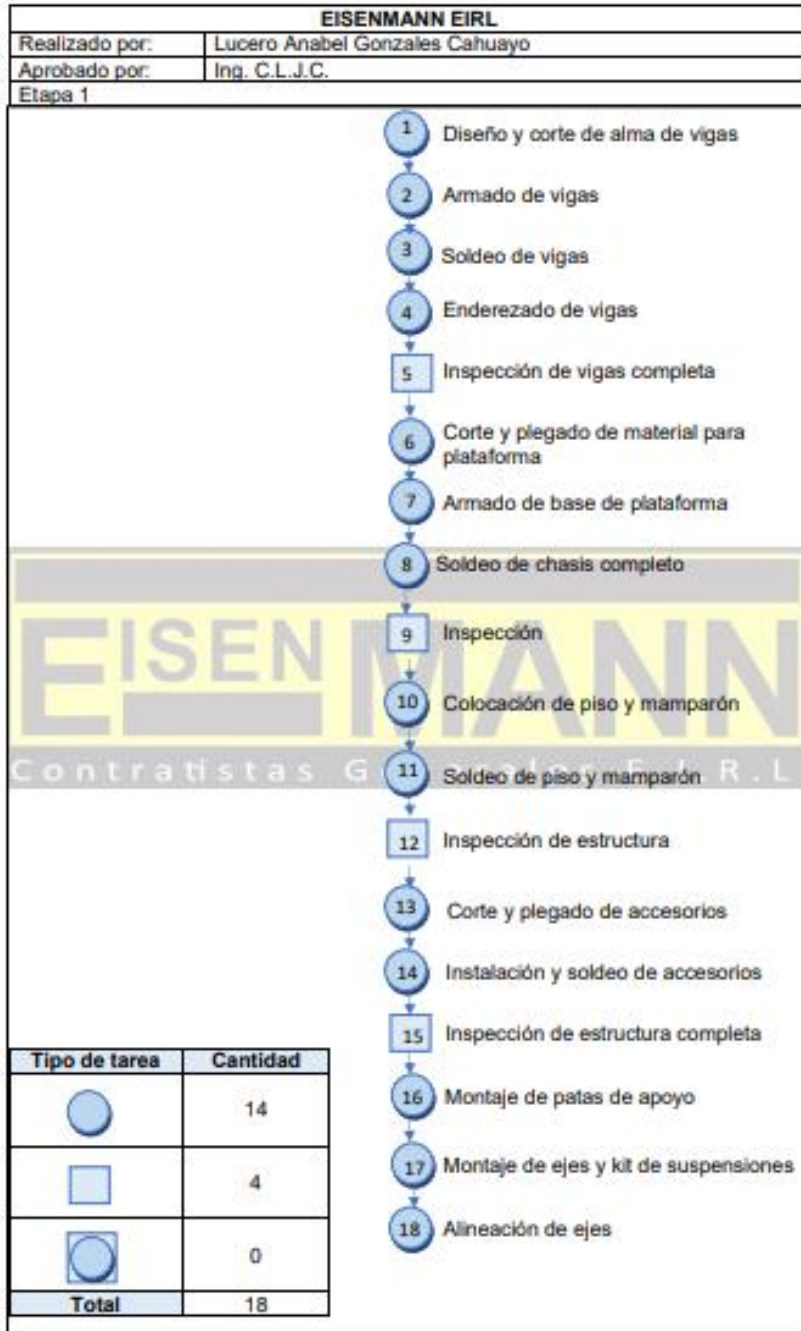 EISENMANN EIRL
Realizado por: Lucero Anabel Gonzales Cahuayo
Aprobado por: Ing. C.L.J.C.
Etapa 1
1 Diseño y corte de alma de vigas
2 Armado de vigas
3 Soldeo de vigas
4 Enderezado de vigas
5 Inspección de vigas completa
6 Corte y plegado de material para
plataforma
7 Armado de base de plataforma
8 Soldeo de chasis completo
EISENMANN
9 Inspección
10 Colocación de piso y mamparón
Contratistas G R.L
11 Soldeo de piso y mamparón
12 Inspección de estructura
13 Corte y plegado de accesorios
14 Instalación y soldeo de accesorios
15 Inspección de estructura completa
16 Montaje de patas de apoyo
17 Montaje de ejes y kit de suspensiones
18 Alineación de ejes
Tipo de tarea Cantidad
14
4
0
Total 18